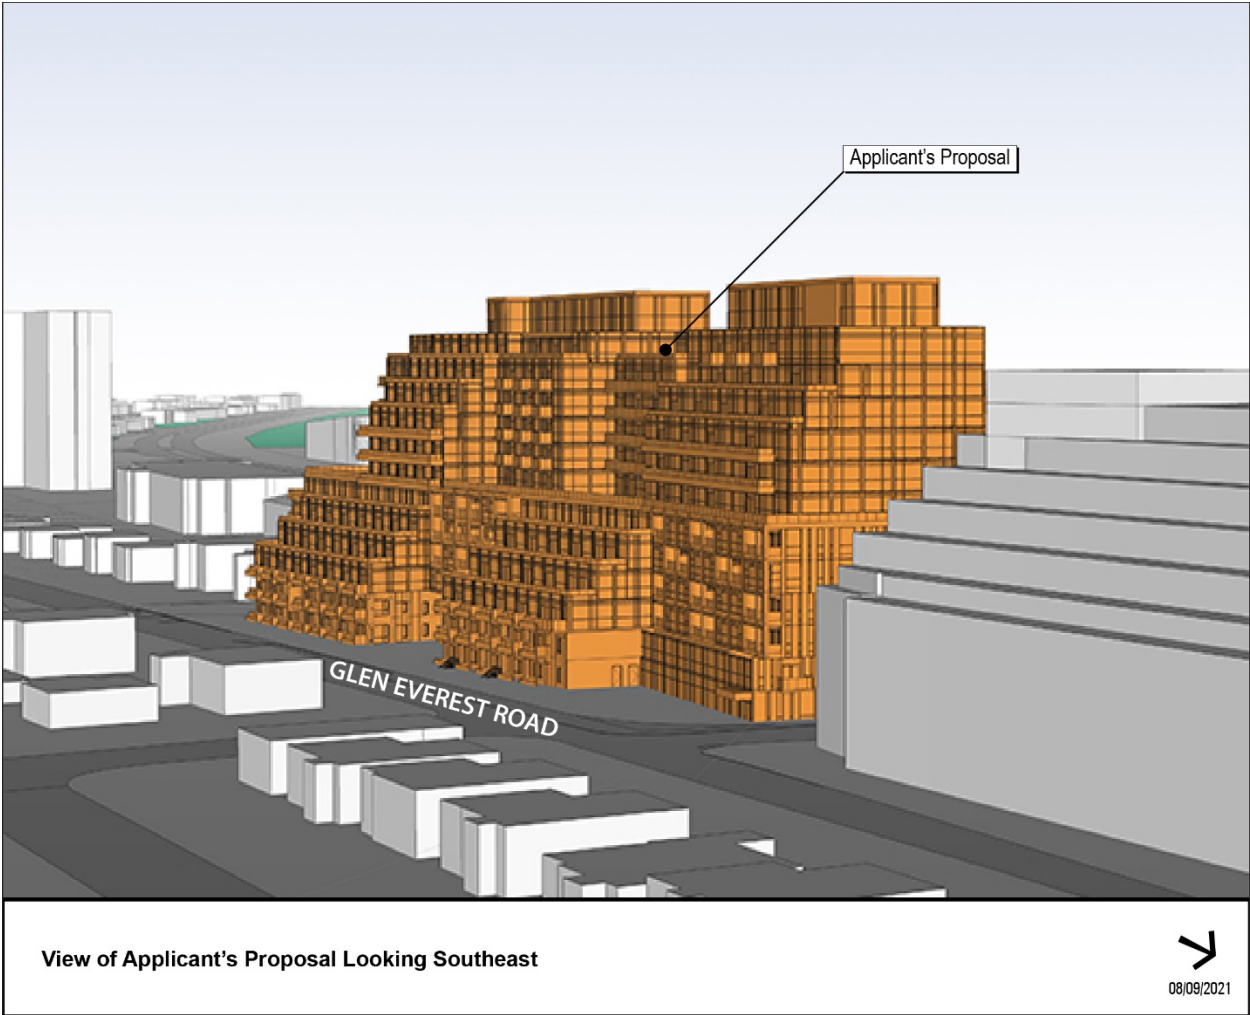 Applicant's Proposal
GLEN EVEREST ROAD
View of Applicant's Proposal Looking Southeast
08/09/2021